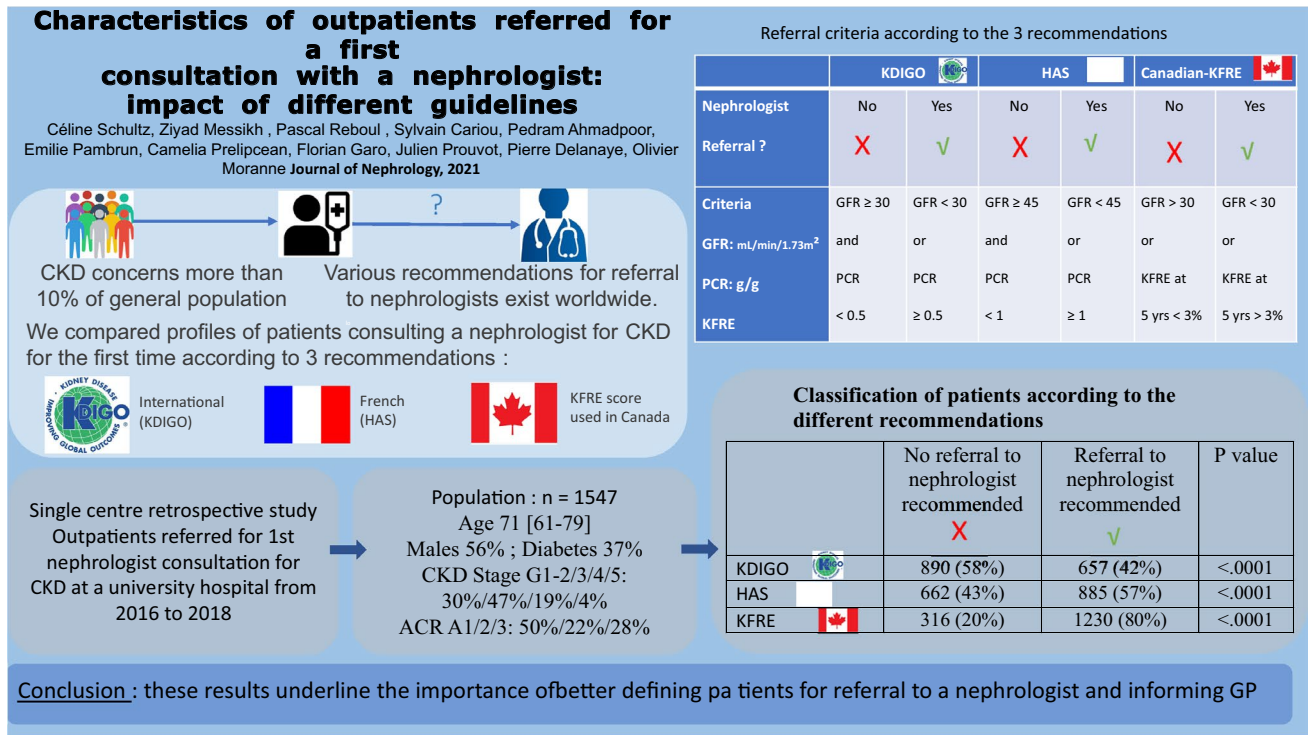 Characteristics of outpatients referred for
a first
consultation with a nephrologist:
impact of different guidelines
Céline Schultz, Ziyad Messikh , Pascal Reboul , Sylvain Cariou, Pedram Ahmadpoor,
Emilie Pambrun, Camelia Prelipcean, Florian Garo, Julien Prouvot, Pierre Delanaye, Olivier
Moranne Journal of Nephrology, 2021
?
CKD concerns more than
10% of general population
Various recommendations for referral
to nephrologists exist worldwide.
We compared profiles of patients consulting a nephrologist for CKD
for the first time according to 3 recommendations :
KIDNEY DISEASE
KDIGO
IMPROVING GLOBAL OUTCOMES
International
(KDIGO)
French
(HAS)
KFRE score
used in Canada
Single centre retrospective study
Outpatients referred for 1st
nephrologist consultation for
CKD at a university hospital from
2016 to 2018
Population : n = 1547
Age 71 [61-79]
Males 56% ; Diabetes 37%
CKD Stage G1-2/3/4/5:
30%/47%/19%/4%
ACR A1/2/3: 50%/22%/28%
Referral criteria according to the 3 recommendations
KDIGO KDIGO HAS Canadian-KFRE
Nephrologist No Yes No Yes No Yes
Referral ? X √ X √ X √
Criteria GFR ≥ 30 GFR < 30 GFR ≥ 45 GFR < 45 GFR > 30 GFR < 30
GFR: mL/min/1.73m² and or and or or or
PCR: g/g PCR PCR PCR PCR KFRE at KFRE at
KFRE < 0.5 ≥ 0.5 < 1 ≥ 1 5 yrs < 3% 5 yrs > 3%
Classification of patients according to the
different recommendations
No referral to Referral to P value
nephrologist nephrologist
recommended recommended
X √
KDIGO KDIGO 890 (58%) 657 (42%) <.0001
HAS 662 (43%) 885 (57%) <.0001
KFRE 316 (20%) 1230 (80%) <.0001
Conclusion : these results underline the importance ofbetter defining pa tients for referral to a nephrologist and informing GP